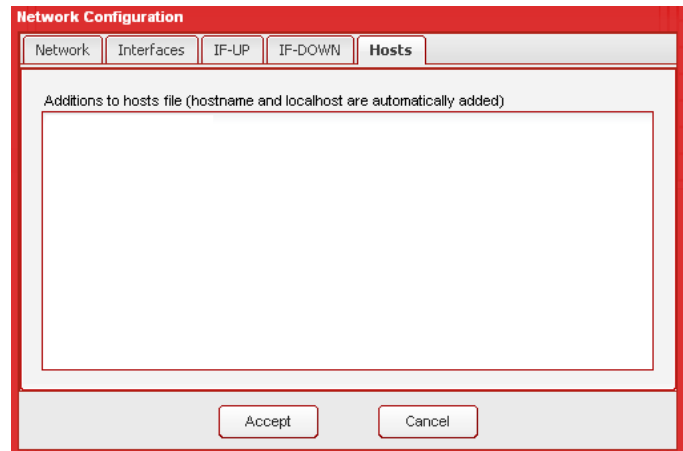 Network Configuration
Network Interfaces IF-UP IF-DOWN Hosts
Additions to hosts file (hostname and localhost are automatically added)
Accept Cancel